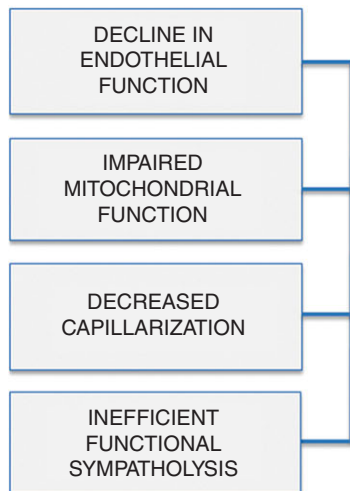 DECLINE IN
ENDOTHELIAL
FUNCTION
IMPAIRED
MITOCHONDRIAL
FUNCTION
DECREASED
CAPILLARIZATION
INEFFICIENT
FUNCTIONAL
SYMPATHOLYSIS